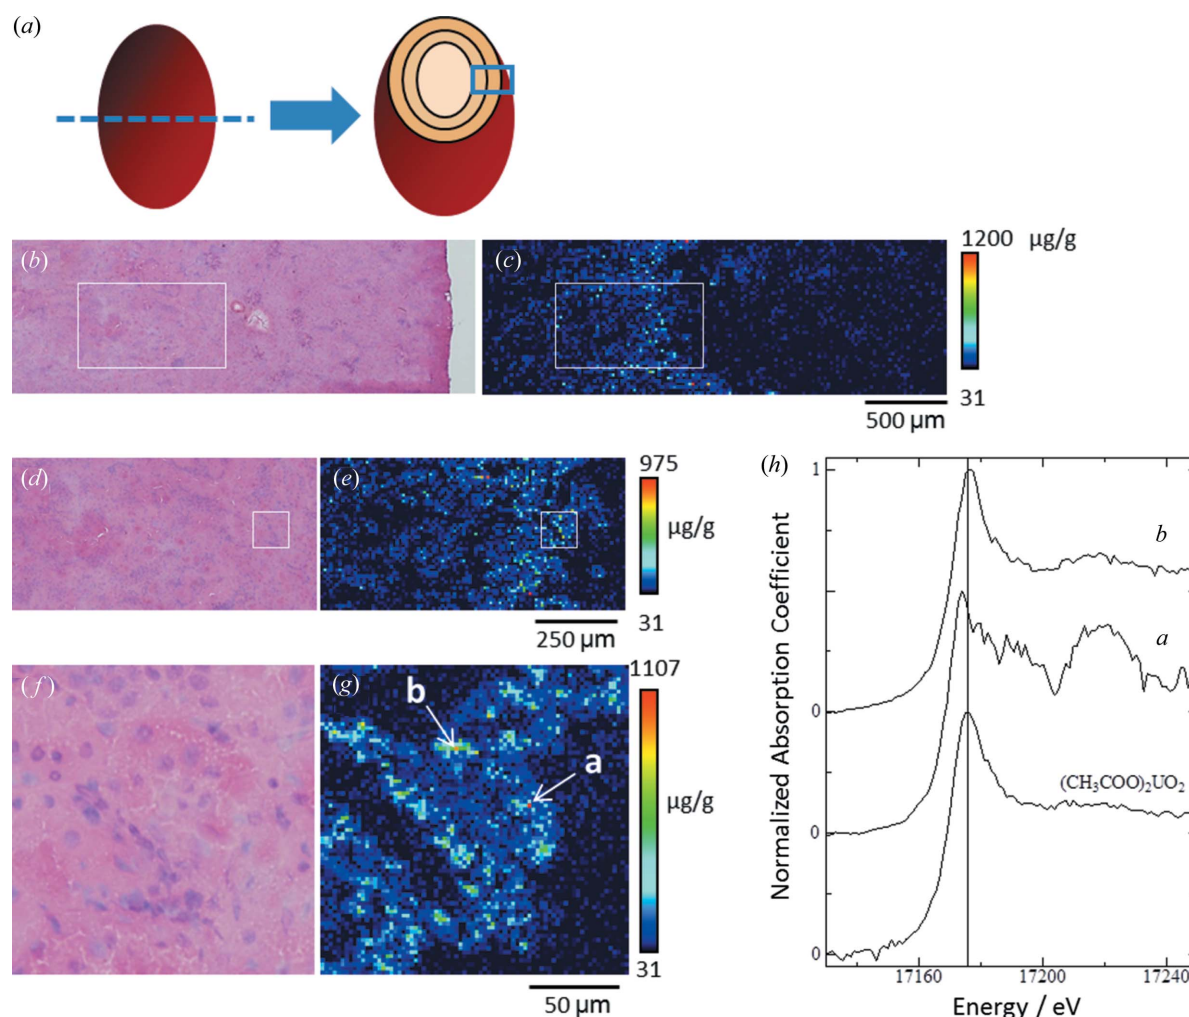 (a)
(b)
(c)
1200 μg/g
31
500 μm
(d)
(e)
975
μg/g
31
250 μm
(f)
(g)
b
a
1107
μg/g
31
50 μm
(h)
Normalized Absorption Coefficient
1
b
a
0
(CH₃COO)₂UO₂
0
0
17160 17200 17240
Energy / eV